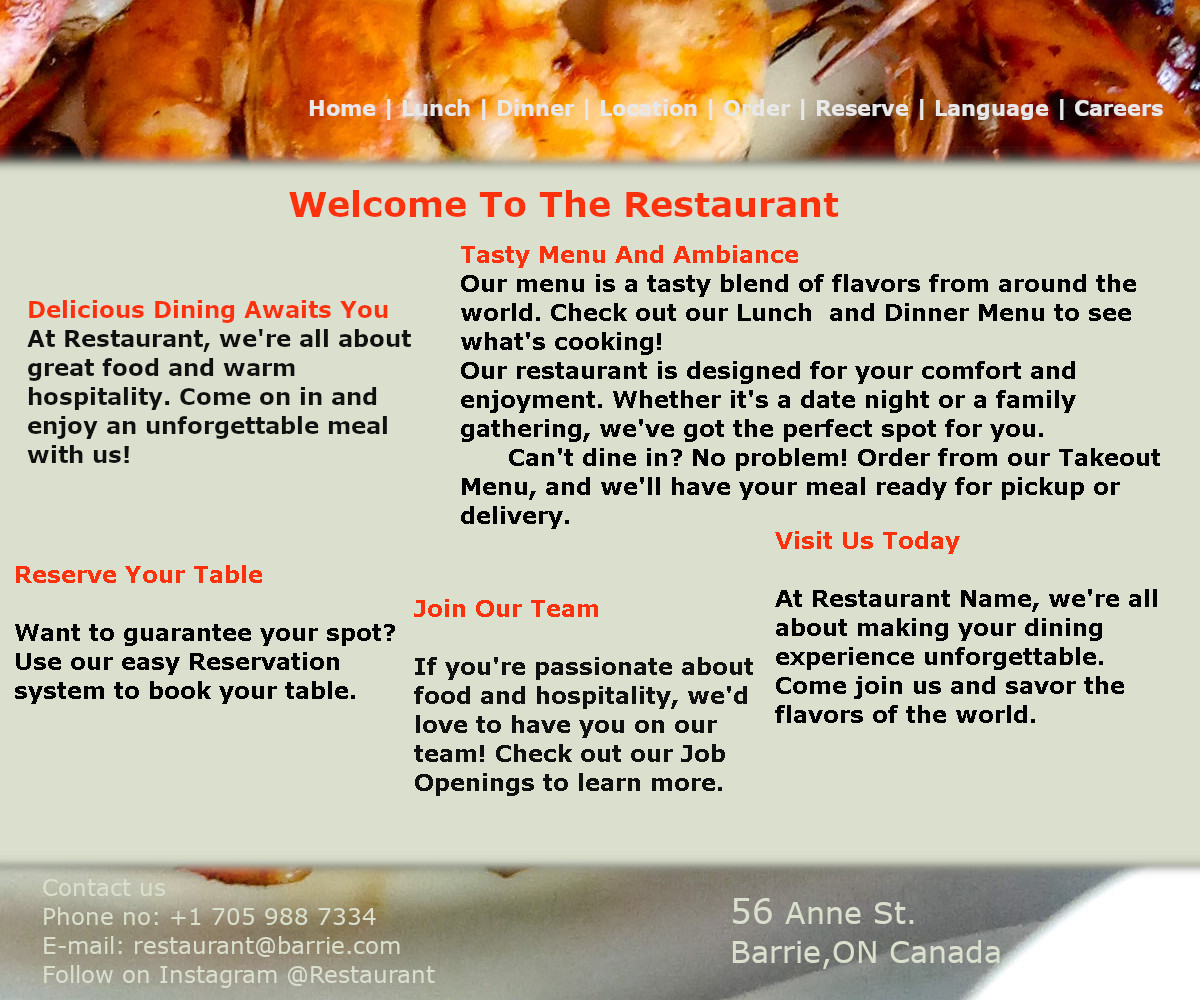 Home | Lunch | Dinner | Location | Order | Reserve | Language | Careers
Welcome To The Restaurant
Delicious Dining Awaits You
At Restaurant, we're all about
great food and warm
hospitality. Come on in and
enjoy an unforgettable meal
with us!
Tasty Menu And Ambiance
Our menu is a tasty blend of flavors from around the
world. Check out our Lunch  and Dinner Menu to see
what's cooking!
Our restaurant is designed for your comfort and
enjoyment. Whether it's a date night or a family
gathering, we've got the perfect spot for you.
Can't dine in? No problem! Order from our Takeout
Menu, and we'll have your meal ready for pickup or
delivery.
Reserve Your Table
Want to guarantee your spot?
Use our easy Reservation
system to book your table.
Join Our Team
If you're passionate about
food and hospitality, we'd
love to have you on our
team! Check out our Job
Openings to learn more.
Visit Us Today
At Restaurant Name, we're all
about making your dining
experience unforgettable.
Come join us and savor the
flavors of the world.
Contact us
Phone no: +1 705 988 7334
E-mail: restaurant@barrie.com
Follow on Instagram @Restaurant
56 Anne St.
Barrie,ON Canada